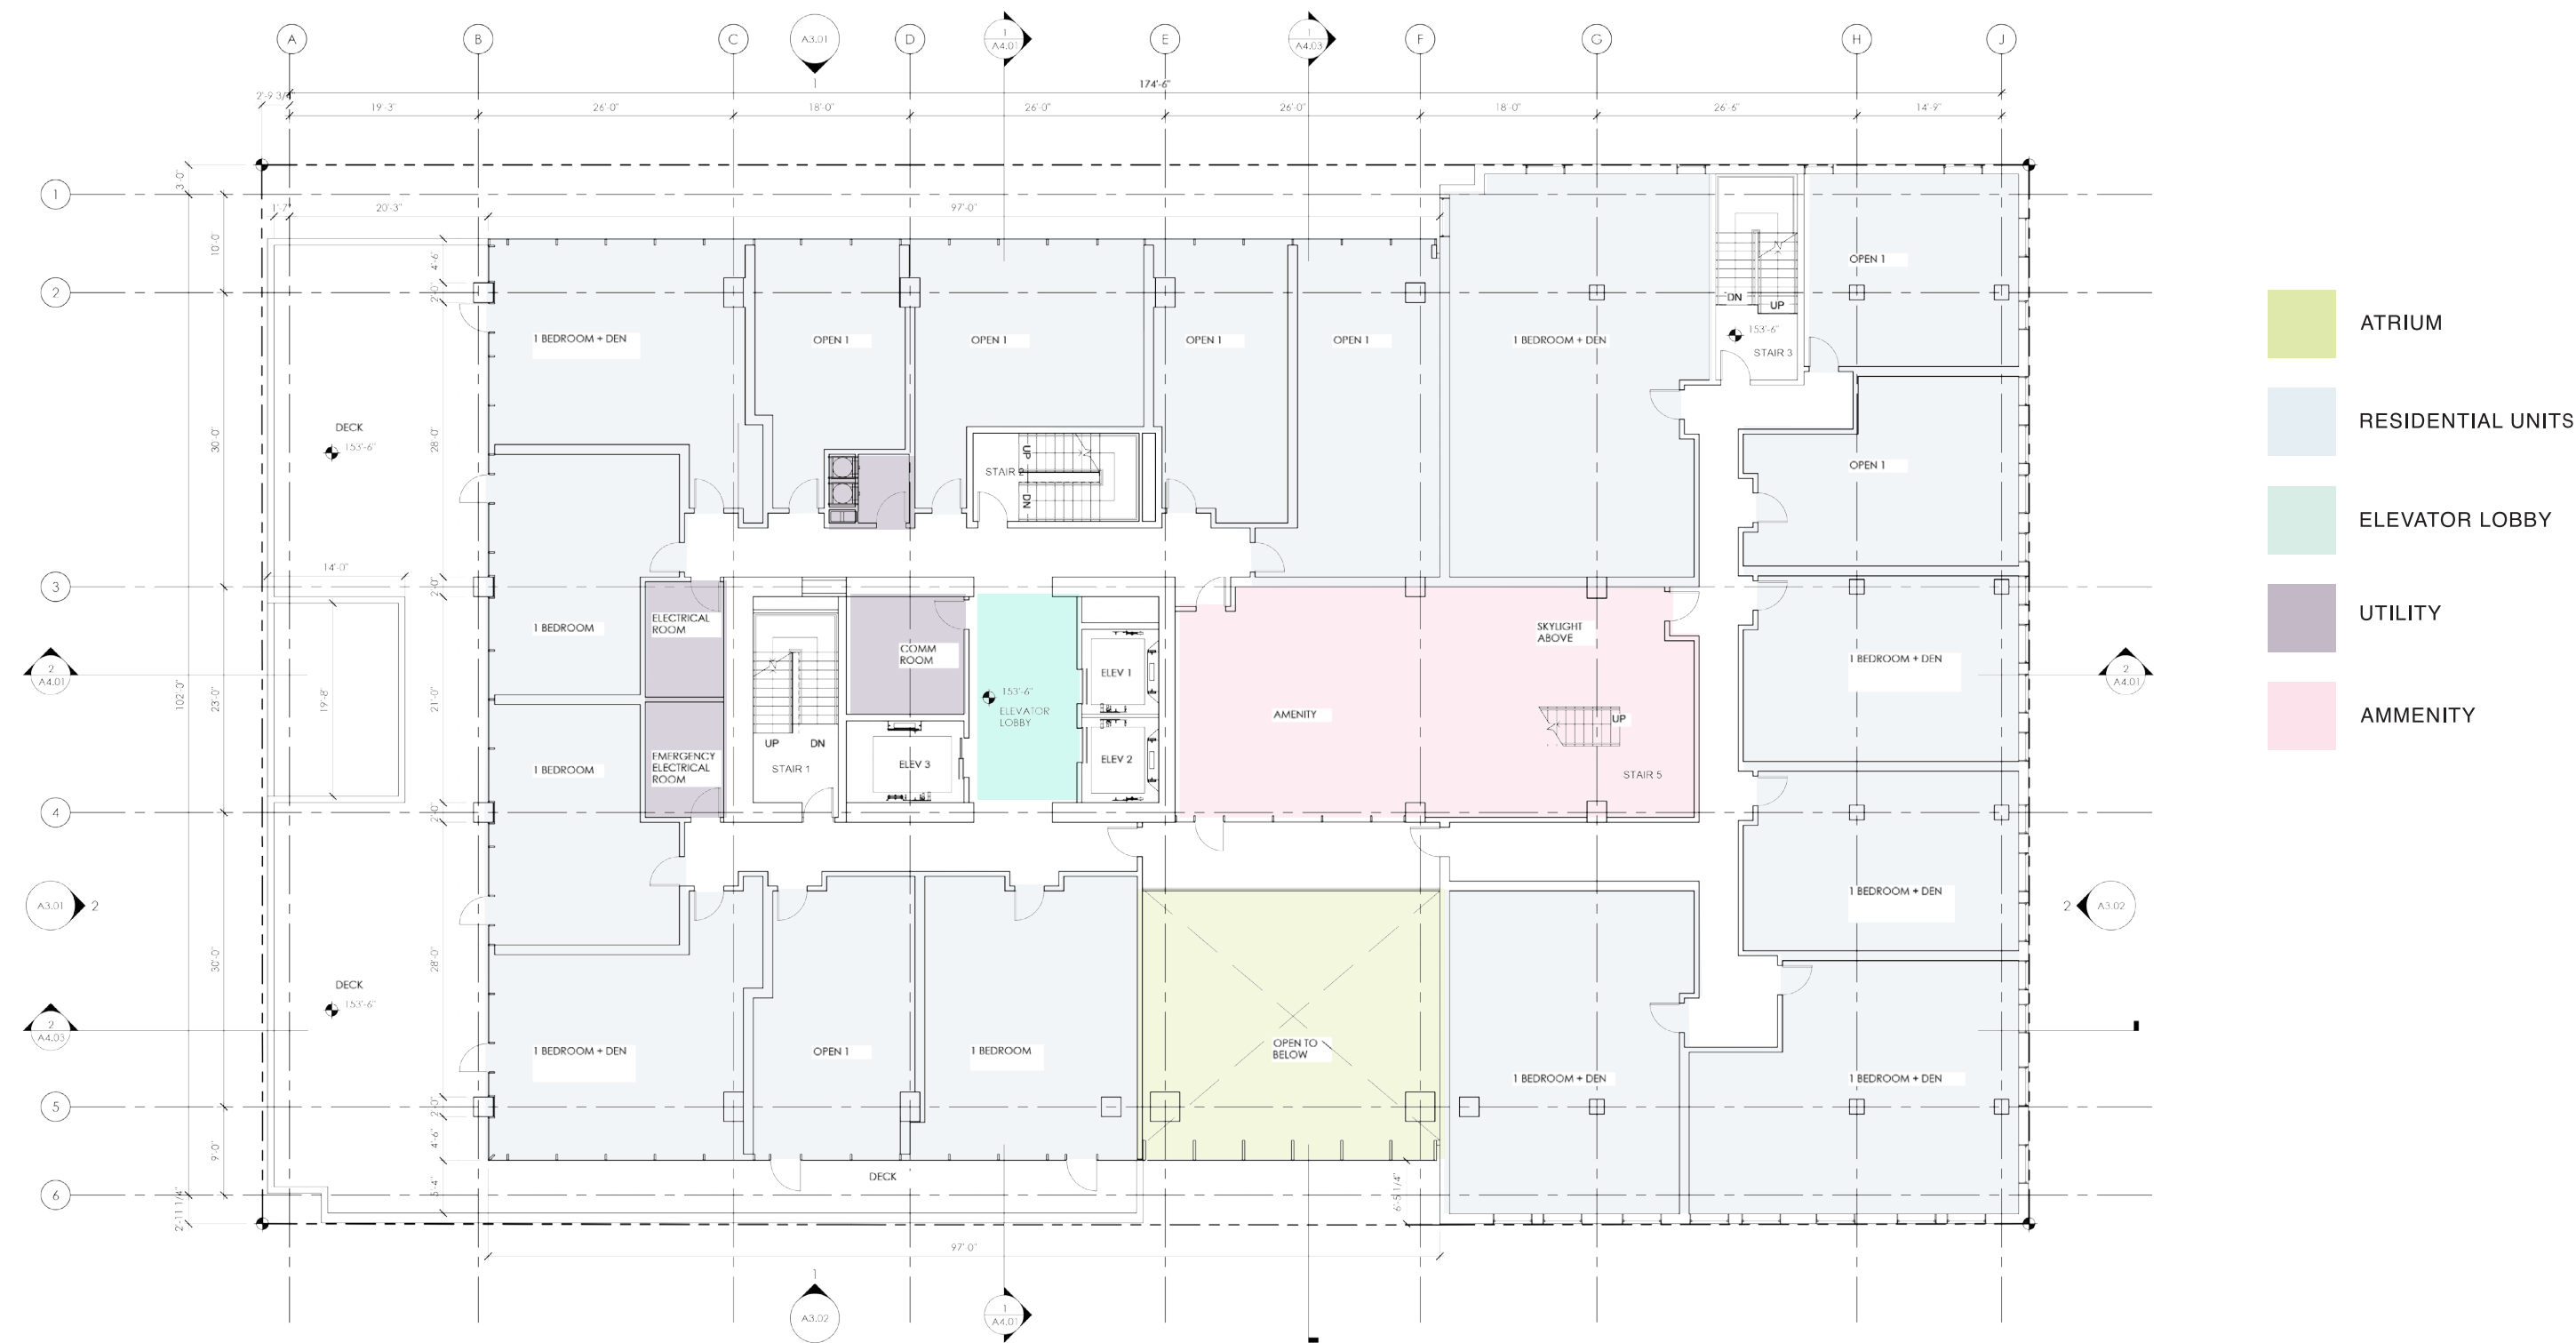 A
B
C
A3.01
1
D
1
A4.01
E
1
A4.03
F
G
H
J
174'-6"
19'-3"
26'-0"
18'-0"
26'-0"
26'-0"
18'-0"
26'-6"
14'-9"
1
2
3
4
5
6
3'-0"
10'-0"
30'-0"
102'-0"
23'-0"
30'-0"
9'-0"
2'-11 1/4"
1'-7"
20'-3"
97'-0"
4'-6"
2'-0"
28'-0"
2'-0"
21'-0"
2'-0"
28'-0"
2'-0"
4'-6"
5'-4"
14'-0"
19'-8"
6'-5 1/4"
97'-0"
DECK
153'-6"
1 BEDROOM + DEN
OPEN 1
OPEN 1
OPEN 1
OPEN 1
1 BEDROOM + DEN
OPEN 1
DN
UP
153'-6"
STAIR 3
OPEN 1
UP
STAIR 2
DN
1 BEDROOM
ELECTRICAL
ROOM
COMM
ROOM
153'-6"
ELEVATOR
LOBBY
ELEV 1
ELEV 2
ELEV 3
UP
DN
STAIR 1
SKYLIGHT
ABOVE
AMENITY
UP
STAIR 5
1 BEDROOM + DEN
1 BEDROOM
EMERGENCY
ELECTRICAL
ROOM
1 BEDROOM + DEN
DECK
153'-6"
1 BEDROOM + DEN
OPEN 1
1 BEDROOM
OPEN TO
BELOW
1 BEDROOM + DEN
1 BEDROOM + DEN
DECK
2
A4.01
A3.01
2
2
A4.03
2
A4.01
2
A3.02
1
A3.02
1
A4.01
ATRIUM
RESIDENTIAL UNITS
ELEVATOR LOBBY
UTILITY
AMMENITY